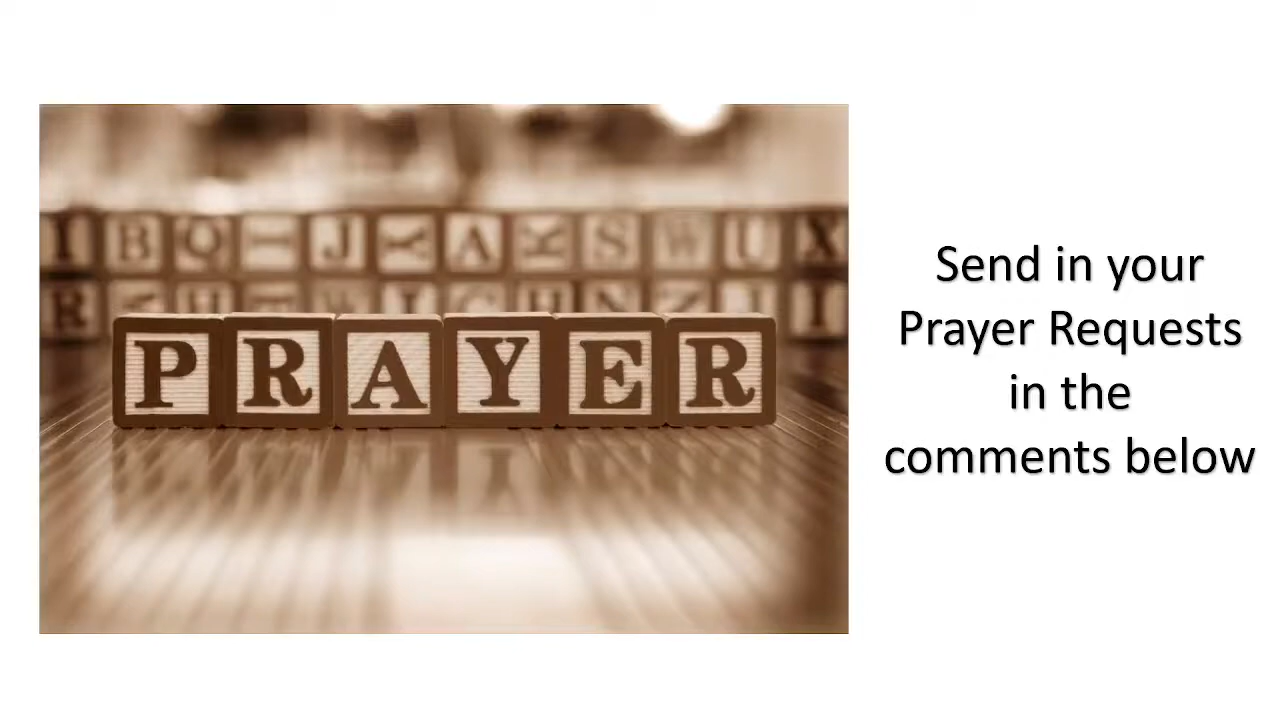 I B Q I J A S W U X
R H I W I C H N Z J I
PRAYER
Send in your
Prayer Requests
in the
comments below